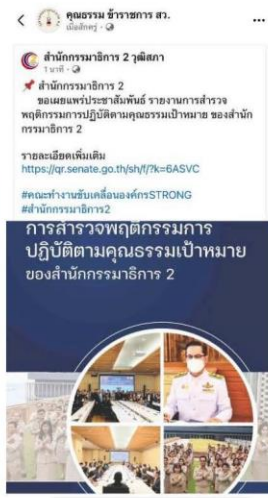 คุณธรรม ข้าราชการ สว.
เมื่อสักครู่
สำนักกรรมาธิการ 2 วุฒิสภา
1 นาที
📌 สำนักกรรมาธิการ 2
ขอเผยแพร่ประชาสัมพันธ์ รายงานการสำรวจ
พฤติกรรมการปฏิบัติตามคุณธรรมเป้าหมาย ของสำนัก
กรรมาธิการ 2
รายละเอียดเพิ่มเติม
https://qr.senate.go.th/sh/f/?k=6ASVC
#คณะทำงานขับเคลื่อนองค์กรSTRONG
#สำนักกรรมาธิการ2
การสำรวจพฤติกรรมการ
ปฏิบัติตามคุณธรรมเป้าหมาย
ของสำนักกรรมาธิการ 2